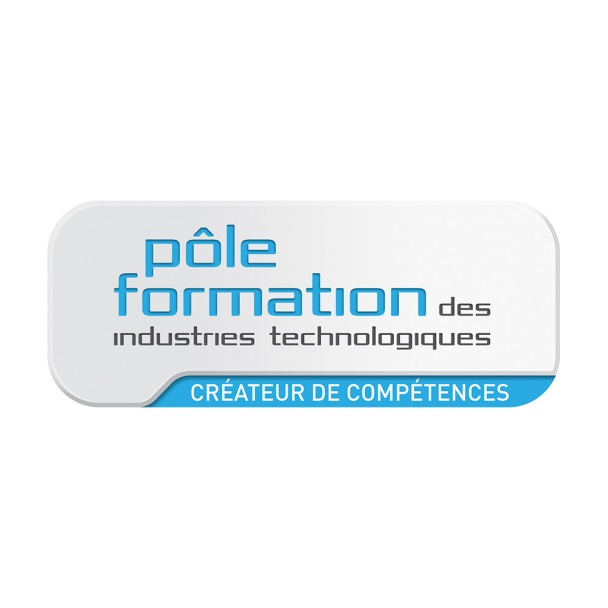 pôle
formation des
industries technologiques
CRÉATEUR DE COMPÉTENCES